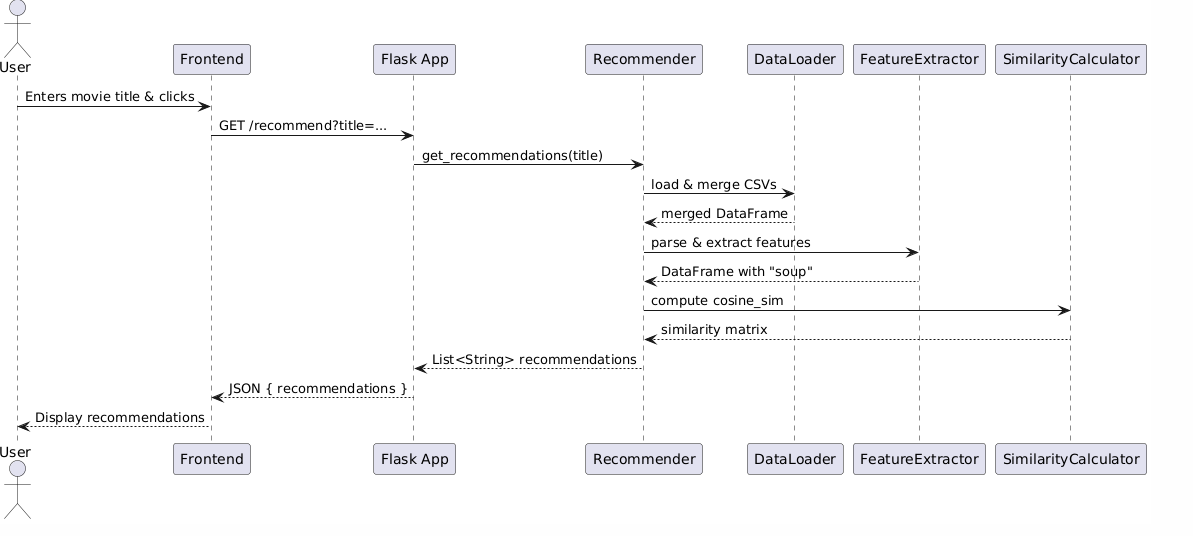 User
Frontend
Flask App
Recommender
DataLoader
FeatureExtractor
SimilarityCalculator
Enters movie title & clicks
GET /recommend?title=...
get_recommendations(title)
load & merge CSVs
merged DataFrame
parse & extract features
DataFrame with "soup"
compute cosine_sim
similarity matrix
List<String> recommendations
JSON { recommendations }
Display recommendations
User
Frontend
Flask App
Recommender
DataLoader
FeatureExtractor
SimilarityCalculator